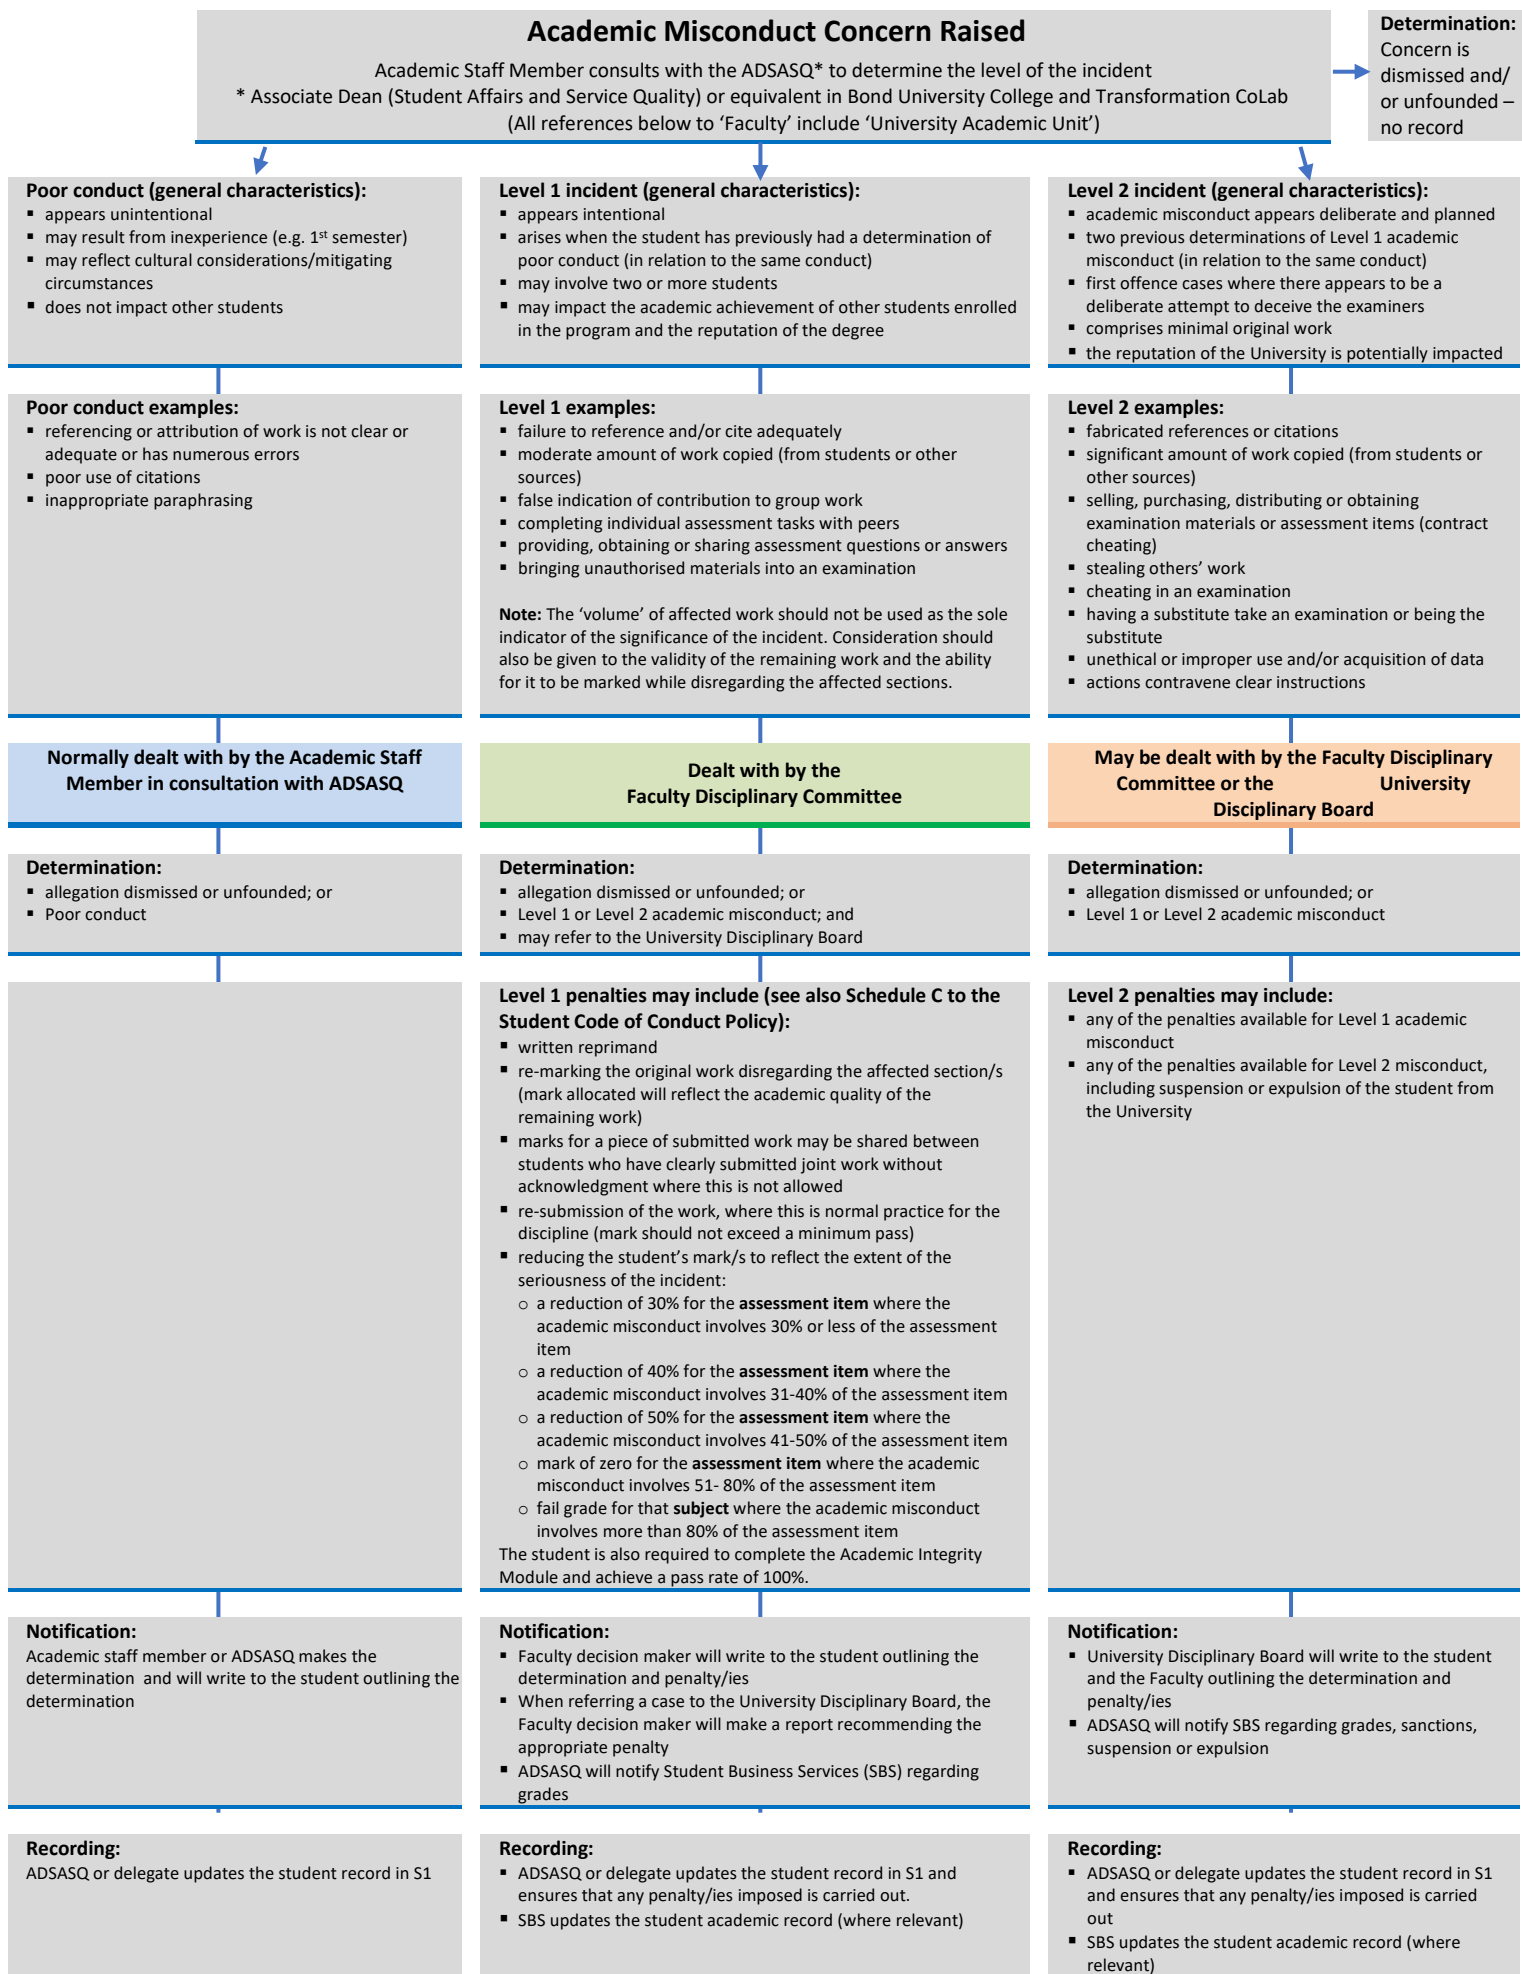 Academic Misconduct Concern Raised
Academic Staff Member consults with the ADSASQ* to determine the level of the incident
* Associate Dean (Student Affairs and Service Quality) or equivalent in Bond University College and Transformation CoLab
(All references below to ‘Faculty’ include ‘University Academic Unit’)
Determination:
Concern is
dismissed and/
or unfounded –
no record
Poor conduct (general characteristics):
▪ appears unintentional
▪ may result from inexperience (e.g. 1st semester)
▪ may reflect cultural considerations/mitigating
circumstances
▪ does not impact other students
Level 1 incident (general characteristics):
▪ appears intentional
▪ arises when the student has previously had a determination of
poor conduct (in relation to the same conduct)
▪ may involve two or more students
▪ may impact the academic achievement of other students enrolled
in the program and the reputation of the degree
Level 2 incident (general characteristics):
▪ academic misconduct appears deliberate and planned
▪ two previous determinations of Level 1 academic
misconduct (in relation to the same conduct)
▪ first offence cases where there appears to be a
deliberate attempt to deceive the examiners
▪ comprises minimal original work
▪ the reputation of the University is potentially impacted
Poor conduct examples:
▪ referencing or attribution of work is not clear or
adequate or has numerous errors
▪ poor use of citations
▪ inappropriate paraphrasing
Level 1 examples:
▪ failure to reference and/or cite adequately
▪ moderate amount of work copied (from students or other
sources)
▪ false indication of contribution to group work
▪ completing individual assessment tasks with peers
▪ providing, obtaining or sharing assessment questions or answers
▪ bringing unauthorised materials into an examination
Note: The ‘volume’ of affected work should not be used as the sole
indicator of the significance of the incident. Consideration should
also be given to the validity of the remaining work and the ability
for it to be marked while disregarding the affected sections.
Level 2 examples:
▪ fabricated references or citations
▪ significant amount of work copied (from students or
other sources)
▪ selling, purchasing, distributing or obtaining
examination materials or assessment items (contract
cheating)
▪ stealing others’ work
▪ cheating in an examination
▪ having a substitute take an examination or being the
substitute
▪ unethical or improper use and/or acquisition of data
▪ actions contravene clear instructions
Normally dealt with by the Academic Staff
Member in consultation with ADSASQ
Dealt with by the
Faculty Disciplinary Committee
May be dealt with by the Faculty Disciplinary
Committee or the University
Disciplinary Board
Determination:
▪ allegation dismissed or unfounded; or
▪ Poor conduct
Determination:
▪ allegation dismissed or unfounded; or
▪ Level 1 or Level 2 academic misconduct; and
▪ may refer to the University Disciplinary Board
Determination:
▪ allegation dismissed or unfounded; or
▪ Level 1 or Level 2 academic misconduct
Level 1 penalties may include (see also Schedule C to the
Student Code of Conduct Policy):
▪ written reprimand
▪ re-marking the original work disregarding the affected section/s
(mark allocated will reflect the academic quality of the
remaining work)
▪ marks for a piece of submitted work may be shared between
students who have clearly submitted joint work without
acknowledgment where this is not allowed
▪ re-submission of the work, where this is normal practice for the
discipline (mark should not exceed a minimum pass)
▪ reducing the student’s mark/s to reflect the extent of the
seriousness of the incident:
o a reduction of 30% for the assessment item where the
academic misconduct involves 30% or less of the assessment
item
o a reduction of 40% for the assessment item where the
academic misconduct involves 31-40% of the assessment item
o a reduction of 50% for the assessment item where the
academic misconduct involves 41-50% of the assessment item
o mark of zero for the assessment item where the academic
misconduct involves 51- 80% of the assessment item
o fail grade for that subject where the academic misconduct
involves more than 80% of the assessment item
The student is also required to complete the Academic Integrity
Module and achieve a pass rate of 100%.
Level 2 penalties may include:
▪ any of the penalties available for Level 1 academic
misconduct
▪ any of the penalties available for Level 2 misconduct,
including suspension or expulsion of the student from
the University
Notification:
Academic staff member or ADSASQ makes the
determination and will write to the student outlining the
determination
Notification:
▪ Faculty decision maker will write to the student outlining the
determination and penalty/ies
▪ When referring a case to the University Disciplinary Board, the
Faculty decision maker will make a report recommending the
appropriate penalty
▪ ADSASQ will notify Student Business Services (SBS) regarding
grades
Notification:
▪ University Disciplinary Board will write to the student
and the Faculty outlining the determination and
penalty/ies
▪ ADSASQ will notify SBS regarding grades, sanctions,
suspension or expulsion
Recording:
ADSASQ or delegate updates the student record in S1
Recording:
▪ ADSASQ or delegate updates the student record in S1 and
ensures that any penalty/ies imposed is carried out.
▪ SBS updates the student academic record (where relevant)
Recording:
▪ ADSASQ or delegate updates the student record in S1
and ensures that any penalty/ies imposed is carried
out
▪ SBS updates the student academic record (where
relevant)